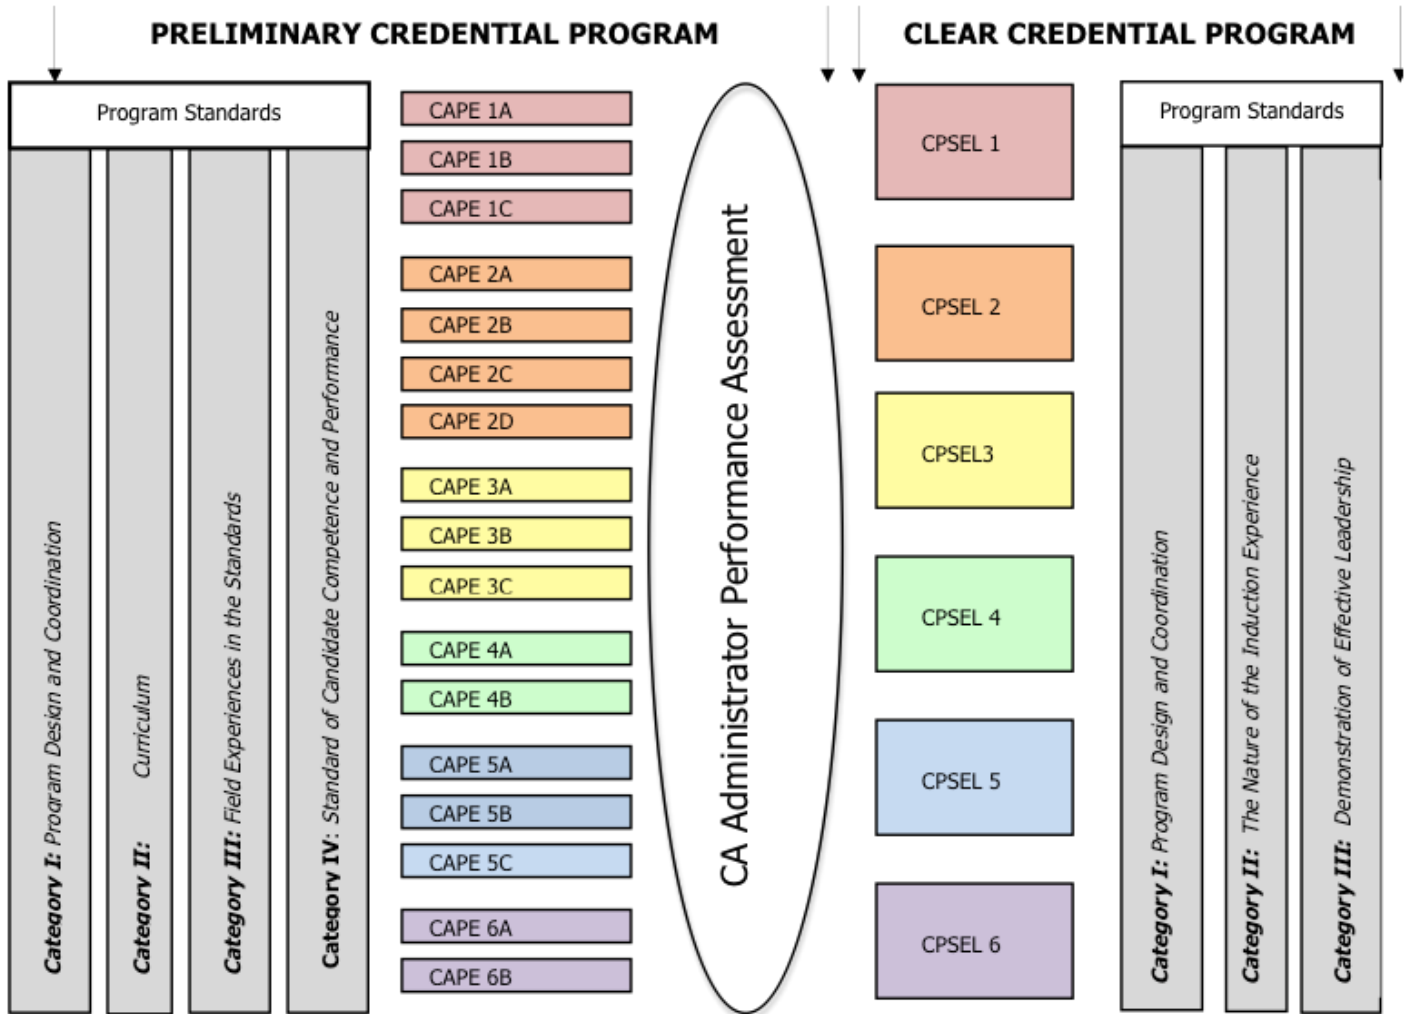 PRELIMINARY CREDENTIAL PROGRAM
Program Standards
Category I: Program Design and Coordination
Category II: Curriculum
Category III: Field Experiences in the Standards
Category IV: Standard of Candidate Competence and Performance
CAPE 1A
CAPE 1B
CAPE 1C
CAPE 2A
CAPE 2B
CAPE 2C
CAPE 2D
CAPE 3A
CAPE 3B
CAPE 3C
CAPE 4A
CAPE 4B
CAPE 5A
CAPE 5B
CAPE 5C
CAPE 6A
CAPE 6B
CA Administrator Performance Assessment
CLEAR CREDENTIAL PROGRAM
CPSEL 1
CPSEL 2
CPSEL3
CPSEL 4
CPSEL 5
CPSEL 6
Program Standards
Category I: Program Design and Coordination
Category II: The Nature of the Induction Experience
Category III: Demonstration of Effective Leadership